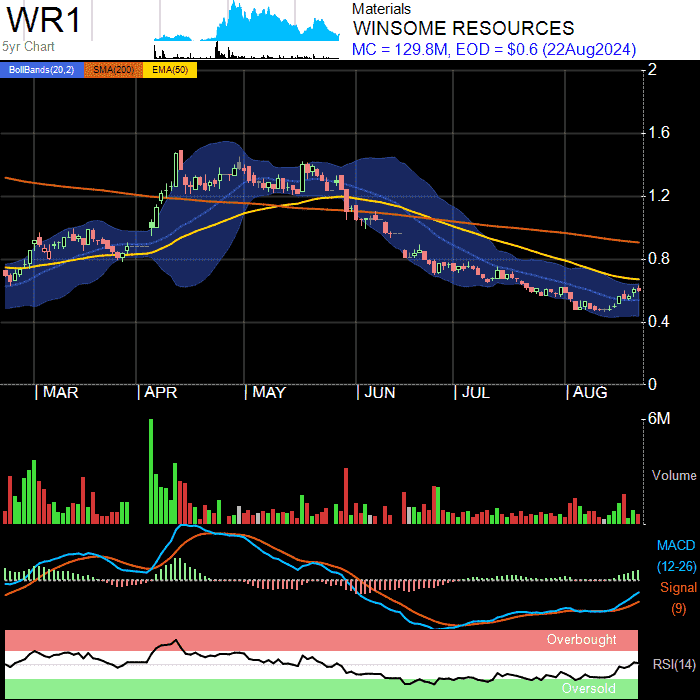 WR1
5yr Chart
Materials
WINSOME RESOURCES
MC = 129.8M, EOD = $0.6 (22Aug2024)
BollBands(20,2) SMA(200) EMA(50)
2
1.6
1.2
0.8
0.4
0
| MAR | APR | MAY | JUN | JUL | AUG
6M
Volume
MACD
(12-26)
Signal
(9)
Overbought
RSI(14)
Oversold